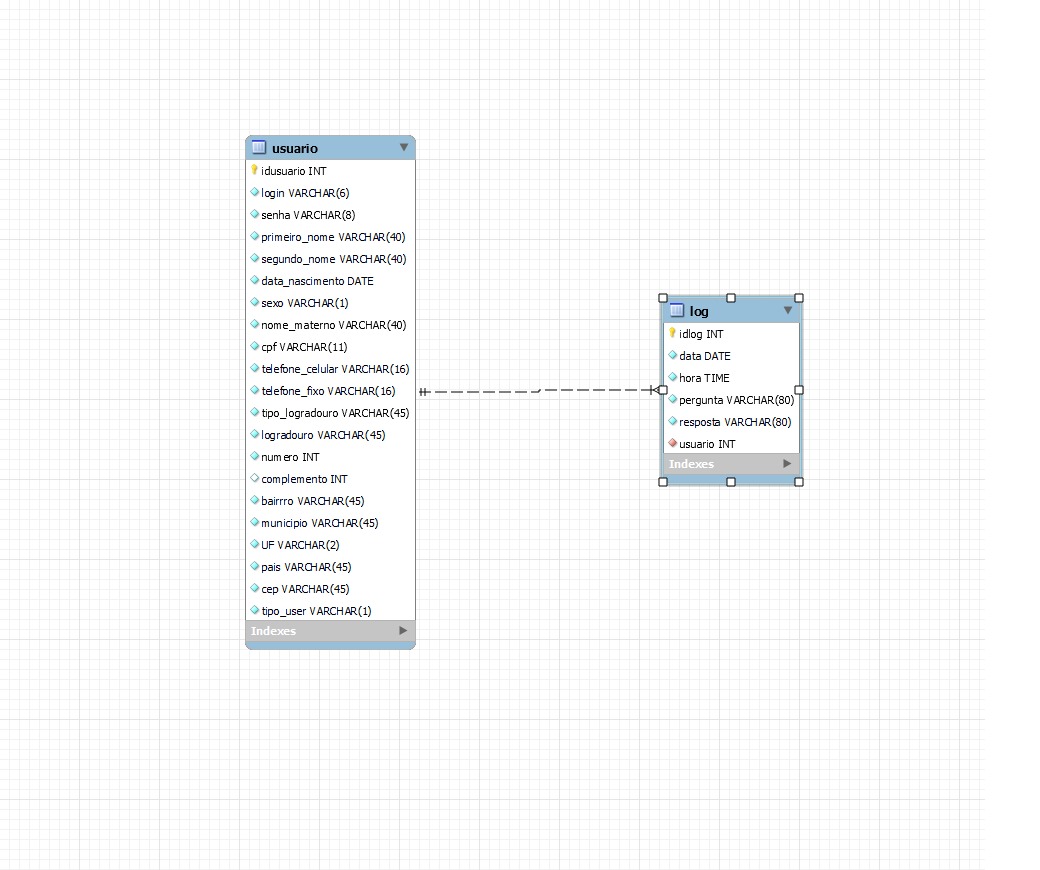 usuario
idusuario INT
login VARCHAR(6)
senha VARCHAR(8)
primeiro_nome VARCHAR(40)
segundo_nome VARCHAR(40)
data_nascimento DATE
sexo VARCHAR(1)
nome_materno VARCHAR(40)
cpf VARCHAR(11)
telefone_celular VARCHAR(16)
telefone_fixo VARCHAR(16)
tipo_logradouro VARCHAR(45)
logradouro VARCHAR(45)
numero INT
complemento INT
bairrro VARCHAR(45)
municipio VARCHAR(45)
UF VARCHAR(2)
pais VARCHAR(45)
cep VARCHAR(45)
tipo_user VARCHAR(1)
Indexes
log
idlog INT
data DATE
hora TIME
pergunta VARCHAR(80)
resposta VARCHAR(80)
usuario INT
Indexes